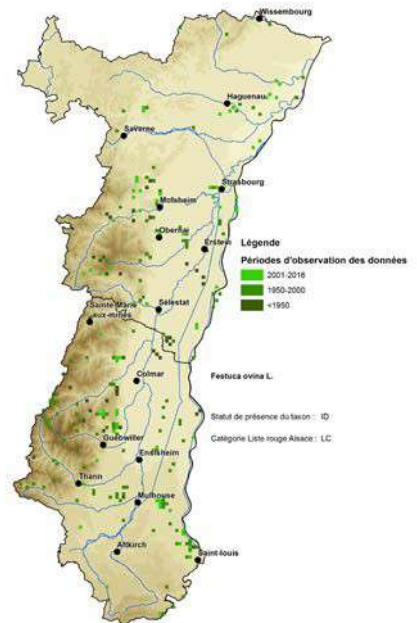 Wissembourg
Haguenau
Saverne
Strasbourg
Molsheim
Obernai
Erstein
Légende
Périodes d'observation des données
2001-2016
1950-2000
<1950
Sainte-Marie
aux-mines
Sélestat
Festuca ovina L.
Colmar
Statut de présence du taxon : ID
Catégorie Liste rouge Alsace : LC
Guebwiller
Ensisheim
Thann
Mulhouse
Altkirch
Saint-louis